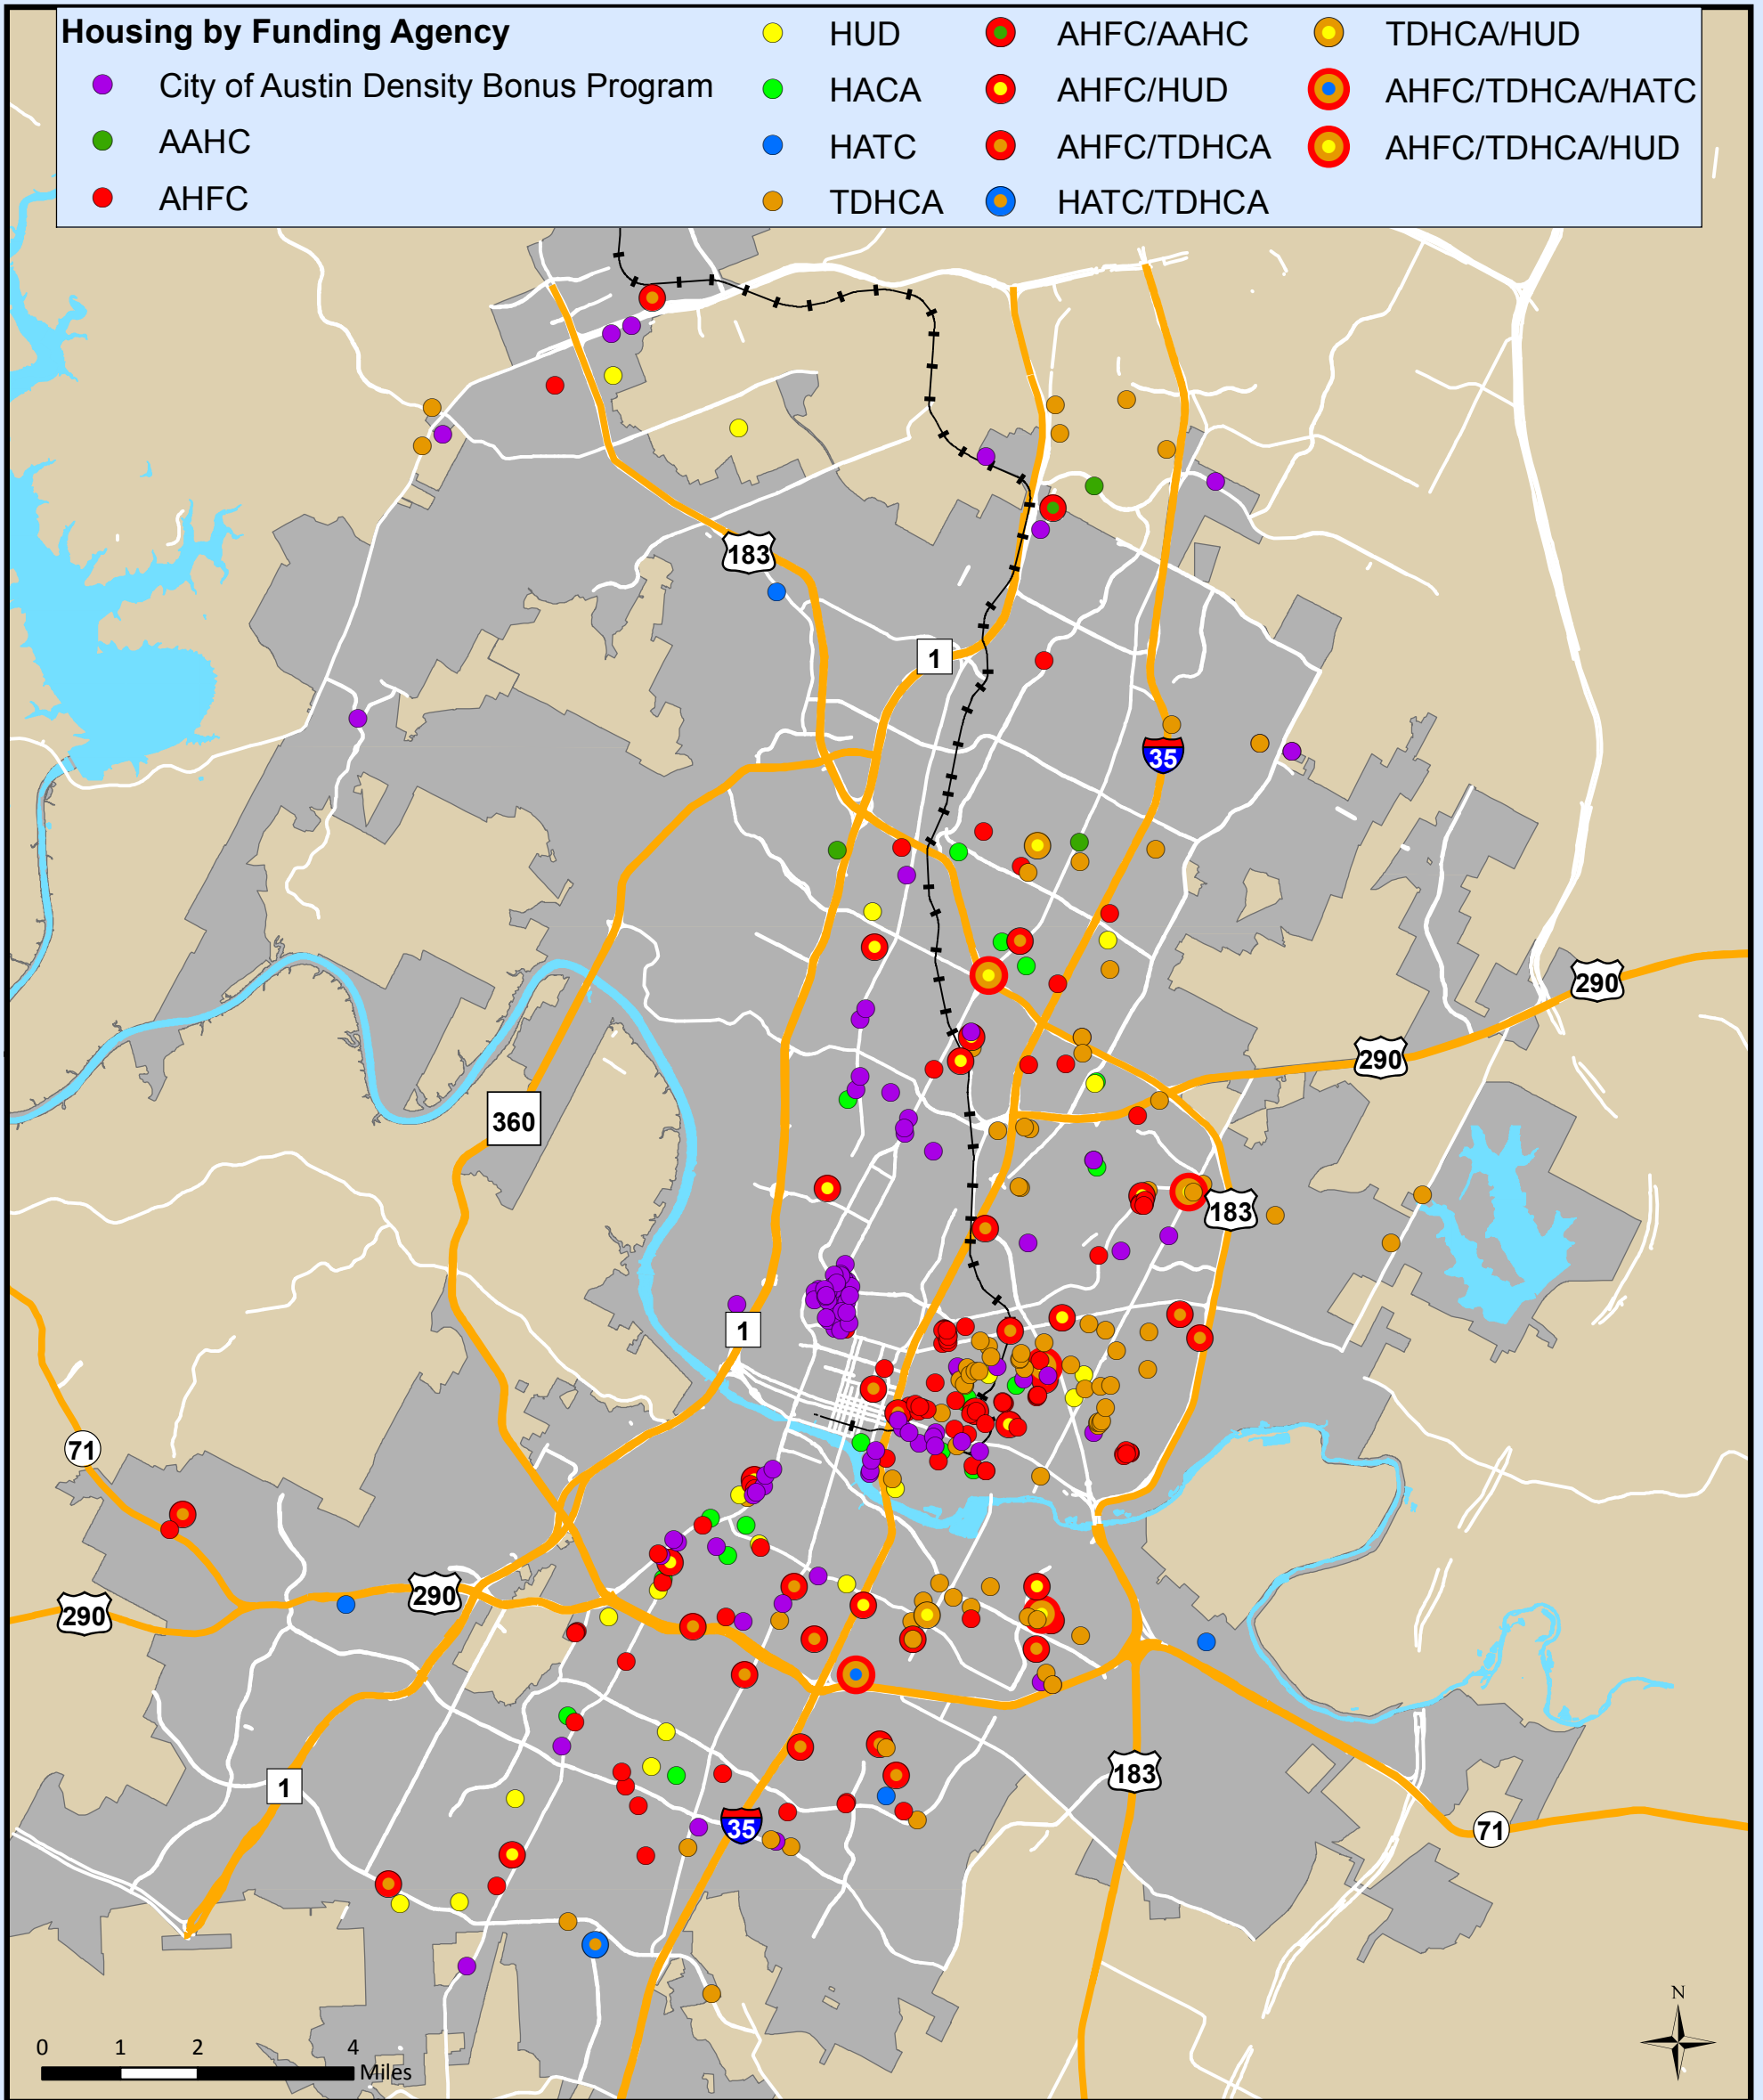 Housing by Funding Agency
City of Austin Density Bonus Program
AAHC
AHFC
HUD
HACA
HATC
TDHCA
AHFC/AAHC
AHFC/HUD
AHFC/TDHCA
HATC/TDHCA
TDHCA/HUD
AHFC/TDHCA/HATC
AHFC/TDHCA/HUD
183
1
35
290
290
360
183
1
71
290
290
183
1
35
71
N
0 1 2 4
Miles